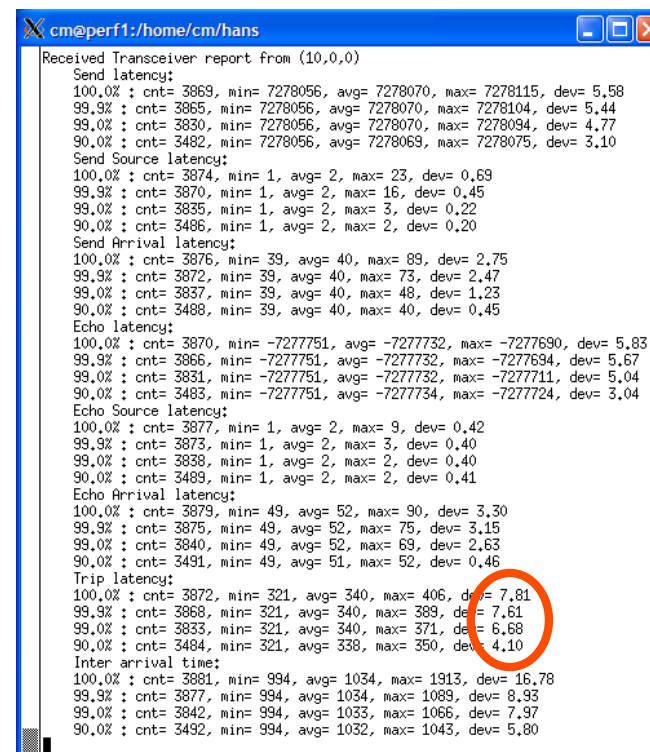 cm@perf1:/home/cm/hans
Received Transceiver report from (10,0,0)
Send latency:
100.0% : cnt= 3869, min= 7278056, avg= 7278070, max= 7278115, dev= 5.58
99.9% : cnt= 3865, min= 7278056, avg= 7278070, max= 7278104, dev= 5.44
99.0% : cnt= 3830, min= 7278056, avg= 7278070, max= 7278094, dev= 4.77
90.0% : cnt= 3482, min= 7278056, avg= 7278069, max= 7278075, dev= 3.10
Send Source latency:
100.0% : cnt= 3874, min= 1, avg= 2, max= 23, dev= 0.69
99.9% : cnt= 3870, min= 1, avg= 2, max= 16, dev= 0.45
99.0% : cnt= 3835, min= 1, avg= 2, max= 3, dev= 0.22
90.0% : cnt= 3486, min= 1, avg= 2, max= 2, dev= 0.20
Send Arrival latency:
100.0% : cnt= 3876, min= 39, avg= 40, max= 89, dev= 2.75
99.9% : cnt= 3872, min= 39, avg= 40, max= 73, dev= 2.47
99.0% : cnt= 3837, min= 39, avg= 40, max= 48, dev= 1.23
90.0% : cnt= 3488, min= 39, avg= 40, max= 40, dev= 0.45
Echo latency:
100.0% : cnt= 3870, min= -7277751, avg= -7277732, max= -7277690, dev= 5.83
99.9% : cnt= 3866, min= -7277751, avg= -7277732, max= -7277694, dev= 5.67
99.0% : cnt= 3831, min= -7277751, avg= -7277732, max= -7277711, dev= 5.04
90.0% : cnt= 3483, min= -7277751, avg= -7277734, max= -7277724, dev= 3.04
Echo Source latency:
100.0% : cnt= 3877, min= 1, avg= 2, max= 9, dev= 0.42
99.9% : cnt= 3873, min= 1, avg= 2, max= 3, dev= 0.40
99.0% : cnt= 3838, min= 1, avg= 2, max= 2, dev= 0.40
90.0% : cnt= 3489, min= 1, avg= 2, max= 2, dev= 0.41
Echo Arrival latency:
100.0% : cnt= 3879, min= 49, avg= 52, max= 90, dev= 3.30
99.9% : cnt= 3875, min= 49, avg= 52, max= 75, dev= 3.15
99.0% : cnt= 3840, min= 49, avg= 52, max= 69, dev= 2.63
90.0% : cnt= 3491, min= 49, avg= 51, max= 52, dev= 0.46
Trip latency:
100.0% : cnt= 3872, min= 321, avg= 340, max= 406, dev= 7.81
99.9% : cnt= 3868, min= 321, avg= 340, max= 389, dev= 7.61
99.0% : cnt= 3833, min= 321, avg= 340, max= 371, dev= 6.68
90.0% : cnt= 3484, min= 321, avg= 338, max= 350, dev= 4.10
Inter arrival time:
100.0% : cnt= 3881, min= 994, avg= 1034, max= 1913, dev= 16.78
99.9% : cnt= 3877, min= 994, avg= 1034, max= 1089, dev= 8.93
99.0% : cnt= 3842, min= 994, avg= 1033, max= 1066, dev= 7.97
90.0% : cnt= 3492, min= 994, avg= 1032, max= 1043, dev= 5.80